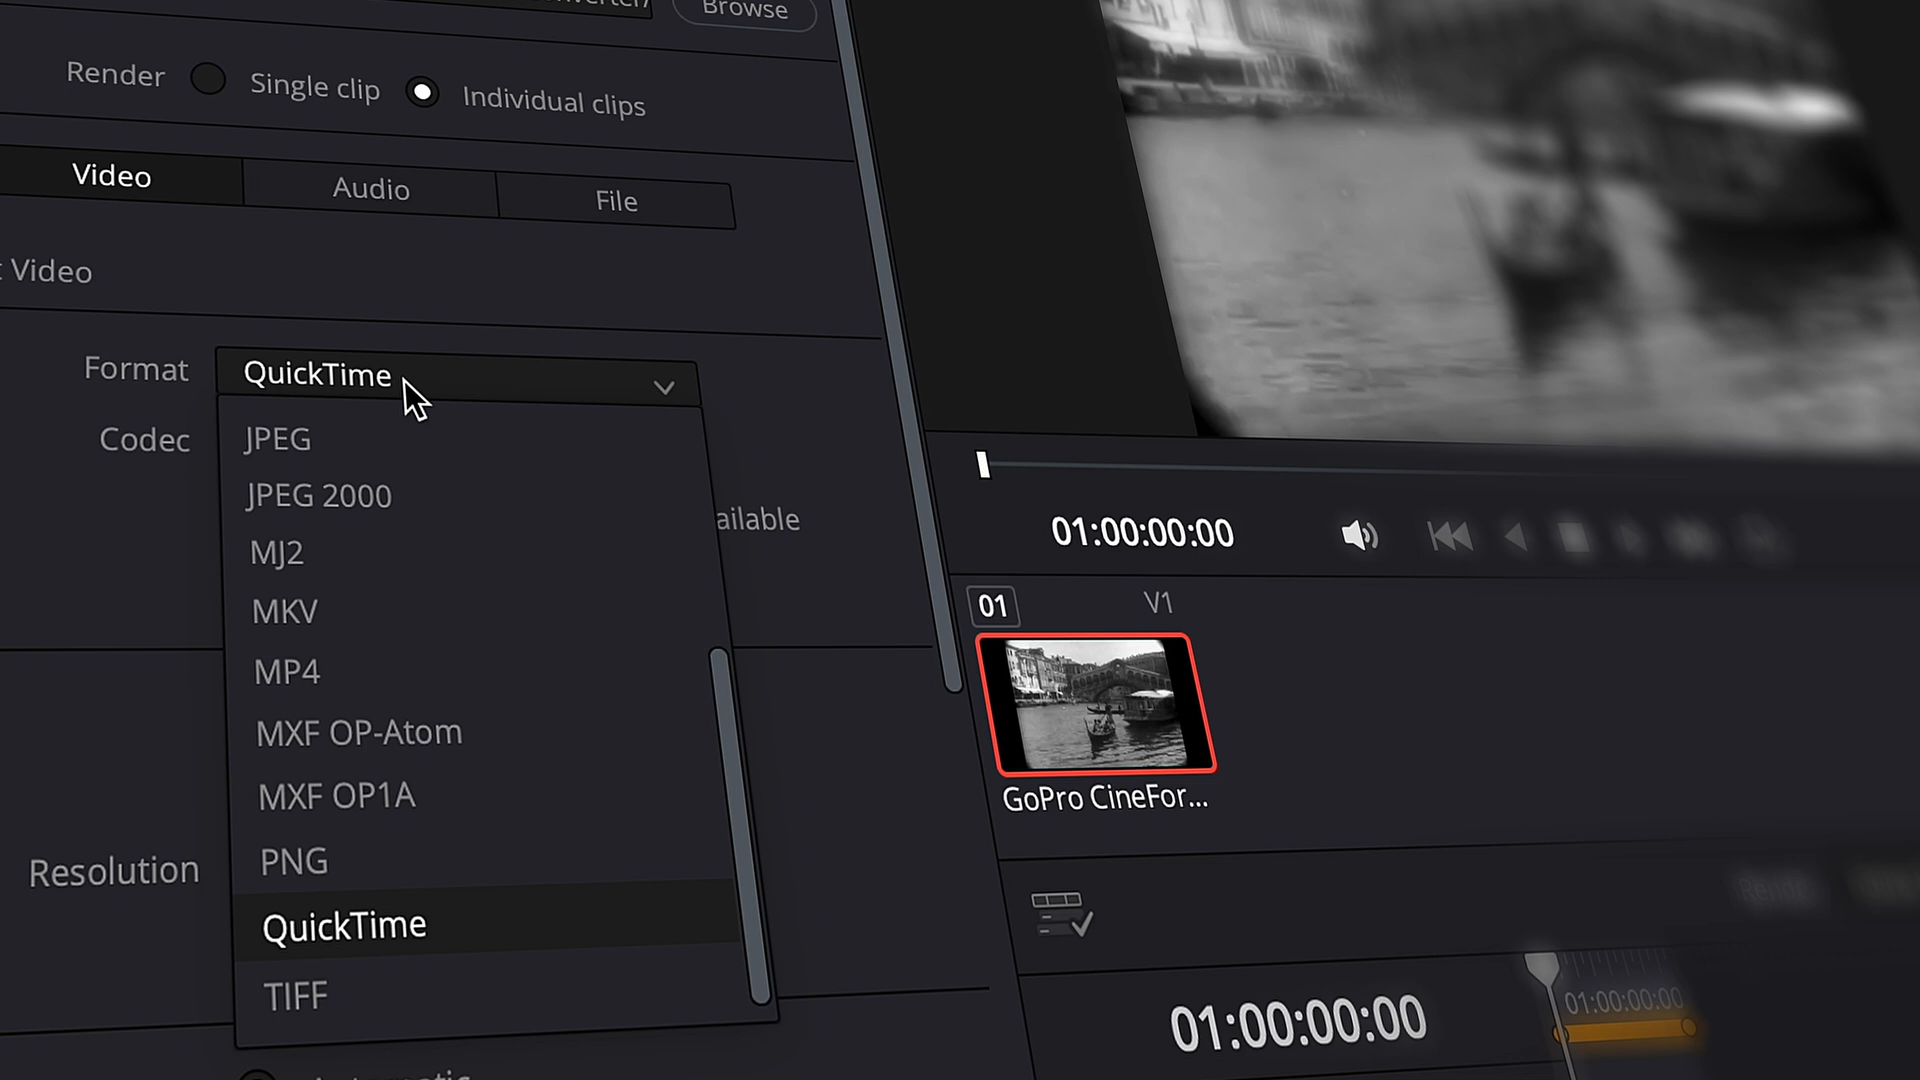 Browse
Render
Single clip
Individual clips
Video
Audio
File
Video
Format
QuickTime
Codec
JPEG
JPEG 2000
ailable
MJ2
MKV
MP4
MXF OP-Atom
MXF OP1A
PNG
Resolution
QuickTime
TIFF
01:00:00:00
01
V1
GoPro CineFor...
Render
01:00:00:00
01:00:00:00